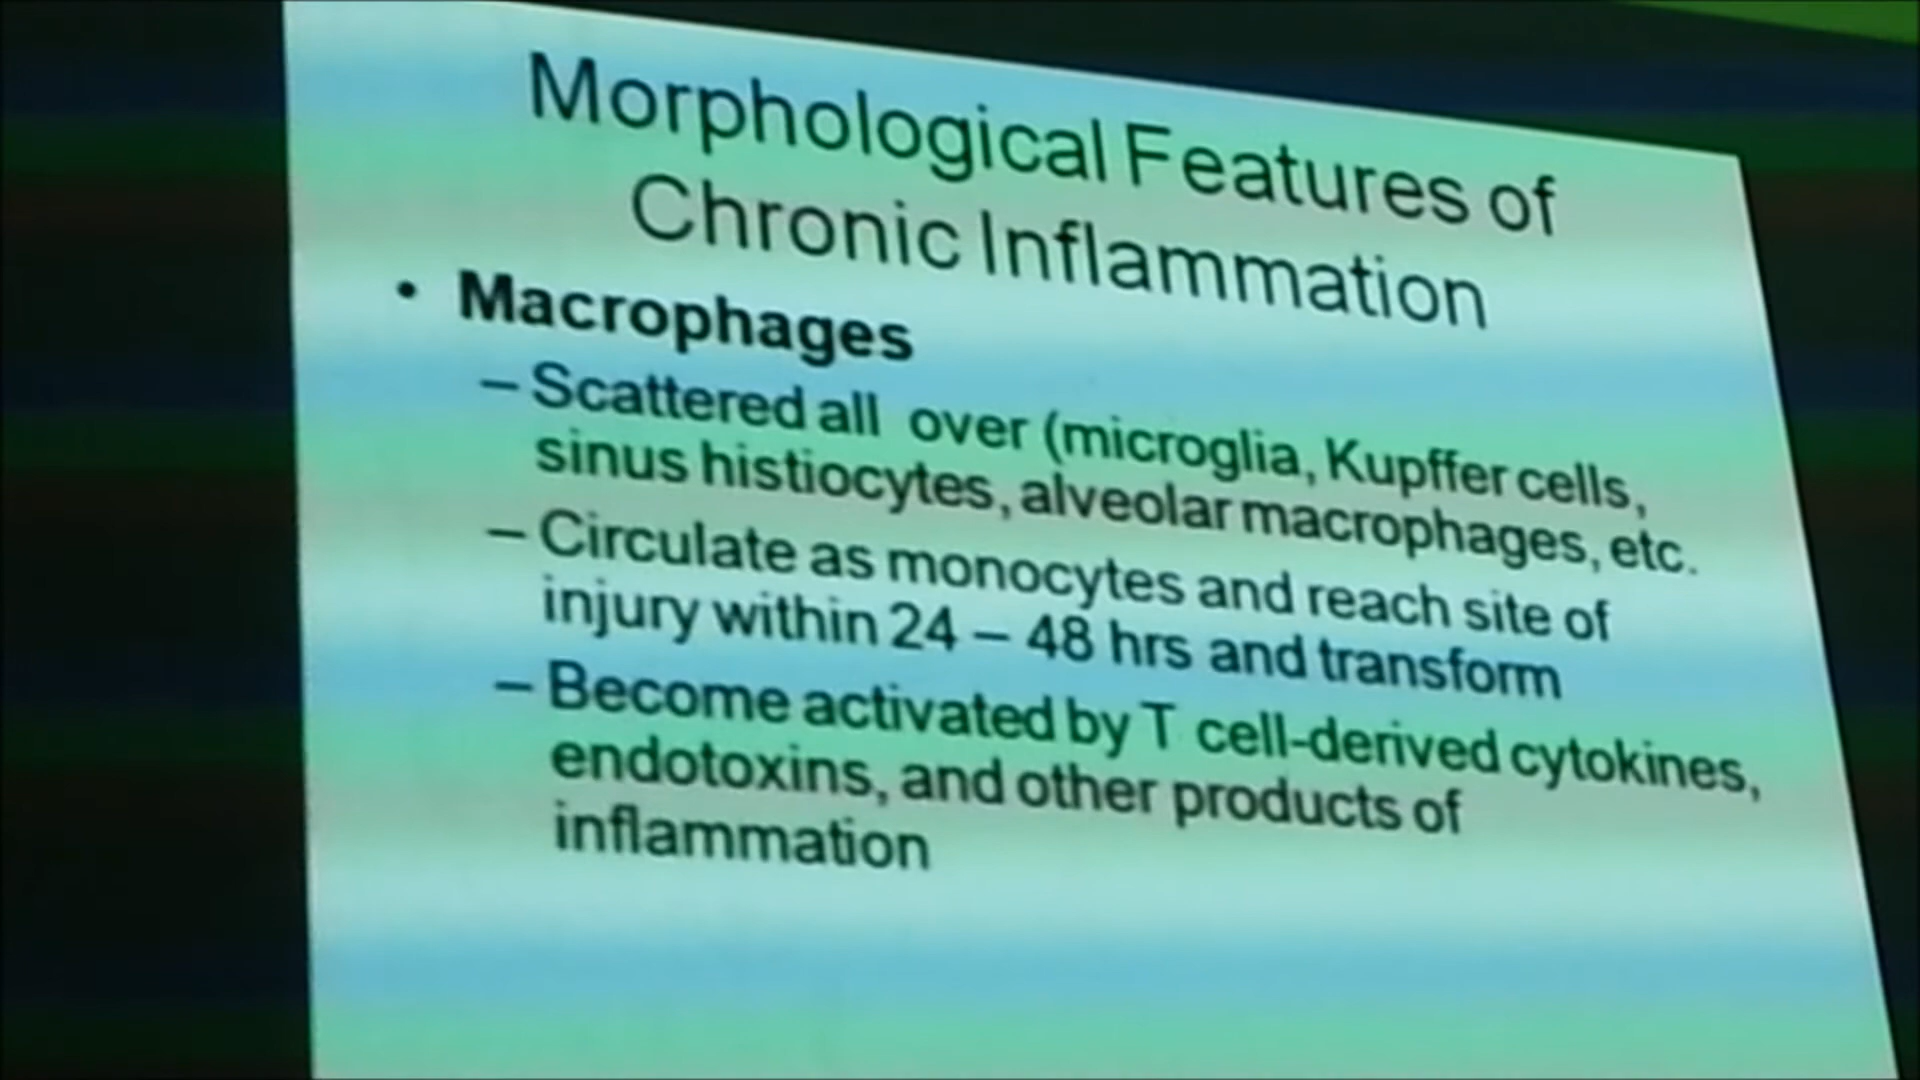 Morphological Features of
Chronic Inflammation
• Macrophages
– Scattered all over (microglia, Kupffer cells,
sinus histiocytes, alveolar macrophages, etc.
– Circulate as monocytes and reach site of
injury within 24 – 48 hrs and transform
– Become activated by T cell-derived cytokines,
endotoxins, and other products of
inflammation